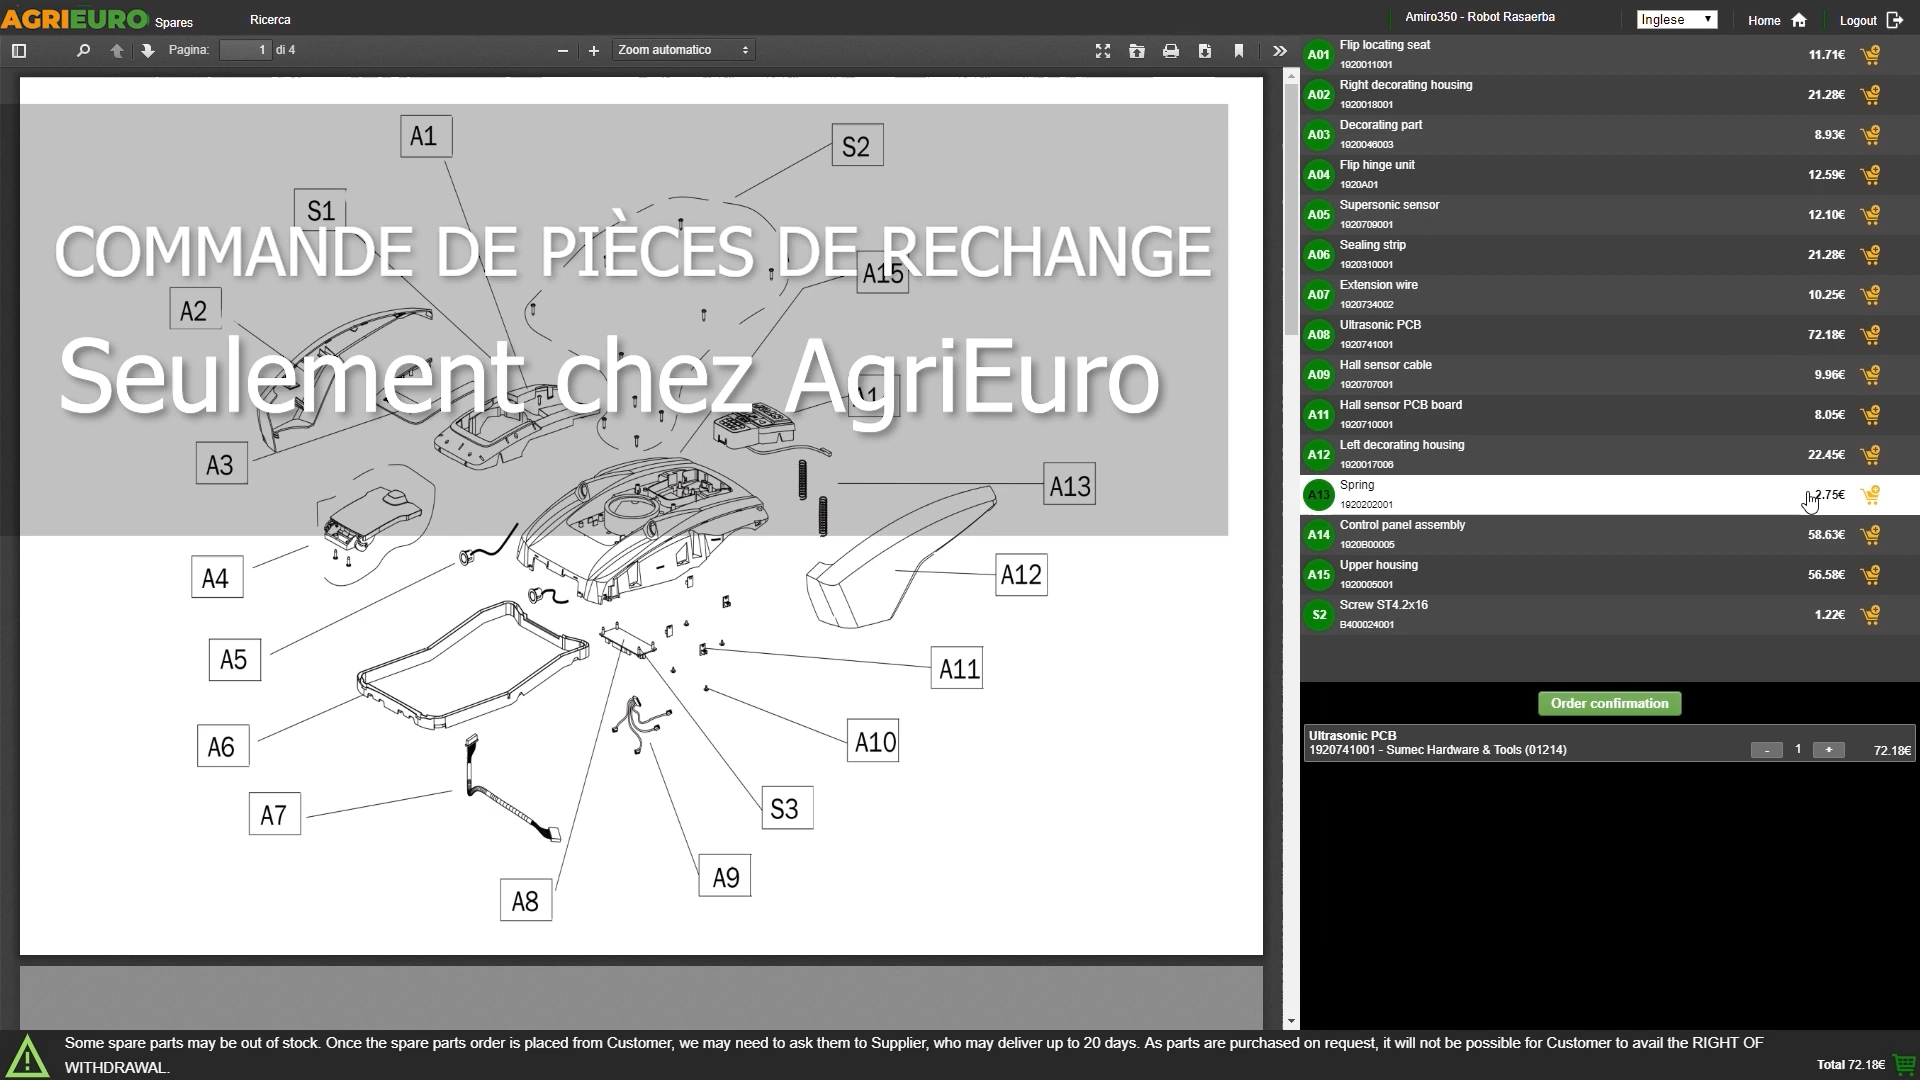 AGRIEURO Spares
Ricerca
Amiro350 - Robot Rasaerba
Inglese
Home
Logout
Pagina: 1 di 4
Zoom automatico
COMMANDE DE PIÈCES DE RECHANGE
Seulement chez AgriEuro
A1
S2
S1
A15
A2
A1
A3
A13
A4
A12
A5
A11
A6
A10
A7
S3
A9
A8
A01 Flip locating seat 11.71€
1920011001
A02 Right decorating housing 21.28€
1920018001
A03 Decorating part 8.93€
1920046003
A04 Flip hinge unit 12.59€
1920A01
A05 Supersonic sensor 12.10€
1920709001
A06 Sealing strip 21.28€
1920310001
A07 Extension wire 10.25€
1920734002
A08 Ultrasonic PCB 72.18€
1920741001
A09 Hall sensor cable 9.96€
1920707001
A11 Hall sensor PCB board 8.05€
1920710001
A12 Left decorating housing 22.45€
1920017006
A13 Spring 2.75€
1920202001
A14 Control panel assembly 58.63€
1920B00005
A15 Upper housing 56.58€
1920005001
S2 Screw ST4.2x16 1.22€
B400024001
Order confirmation
Ultrasonic PCB
1920741001 - Sumec Hardware & Tools (01214) - 1 + 72.18€
Some spare parts may be out of stock. Once the spare parts order is placed from Customer, we may need to ask them to Supplier, who may deliver up to 20 days. As parts are purchased on request, it will not be possible for Customer to avail the RIGHT OF
WITHDRAWAL.
Total 72.18€